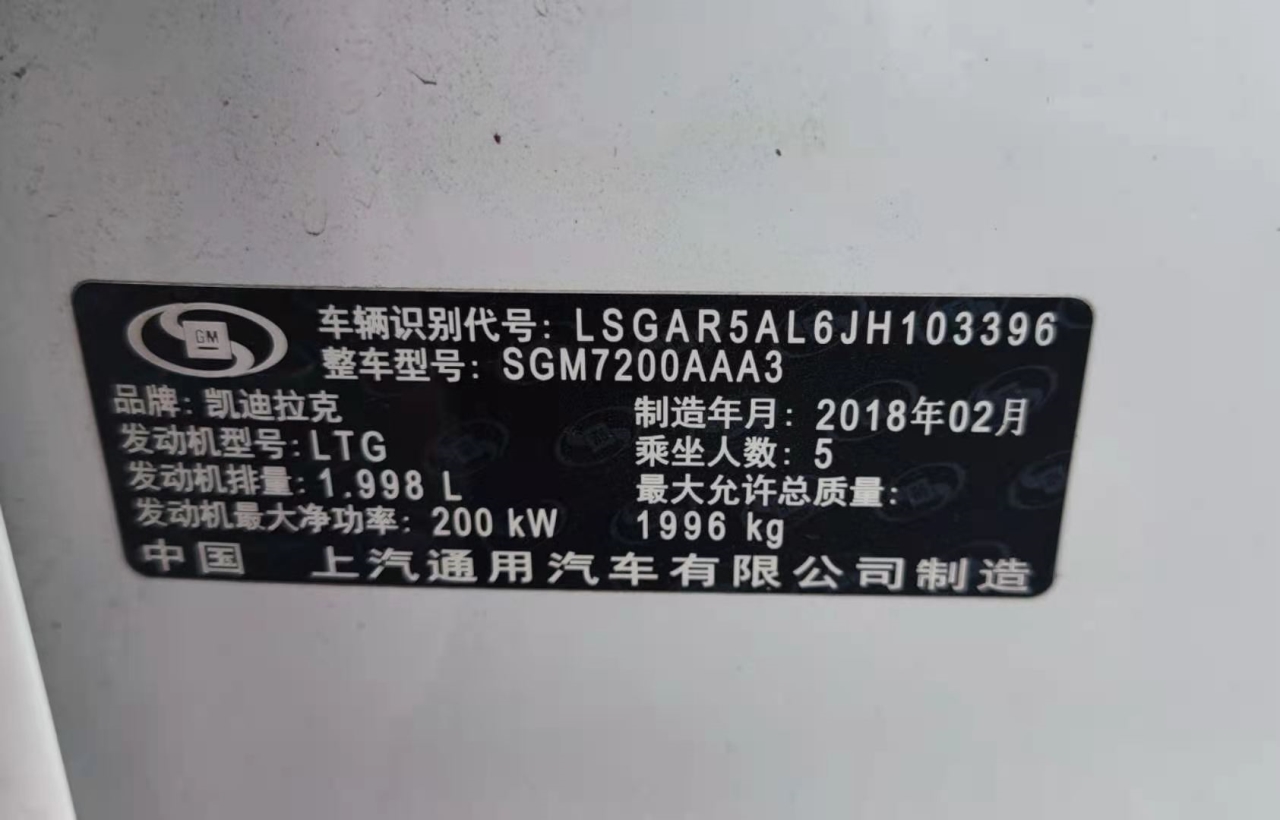 GM
车辆识别代号: LSGAR5AL6JH103396
整车型号: SGM7200AAA3
品牌: 凯迪拉克
制造年月: 2018年02月
发动机型号: LTG
乘坐人数: 5
发动机排量: 1.998 L
最大允许总质量:
发动机最大净功率: 200 kW
1996 kg
中国 上汽通用汽车有限公司制造